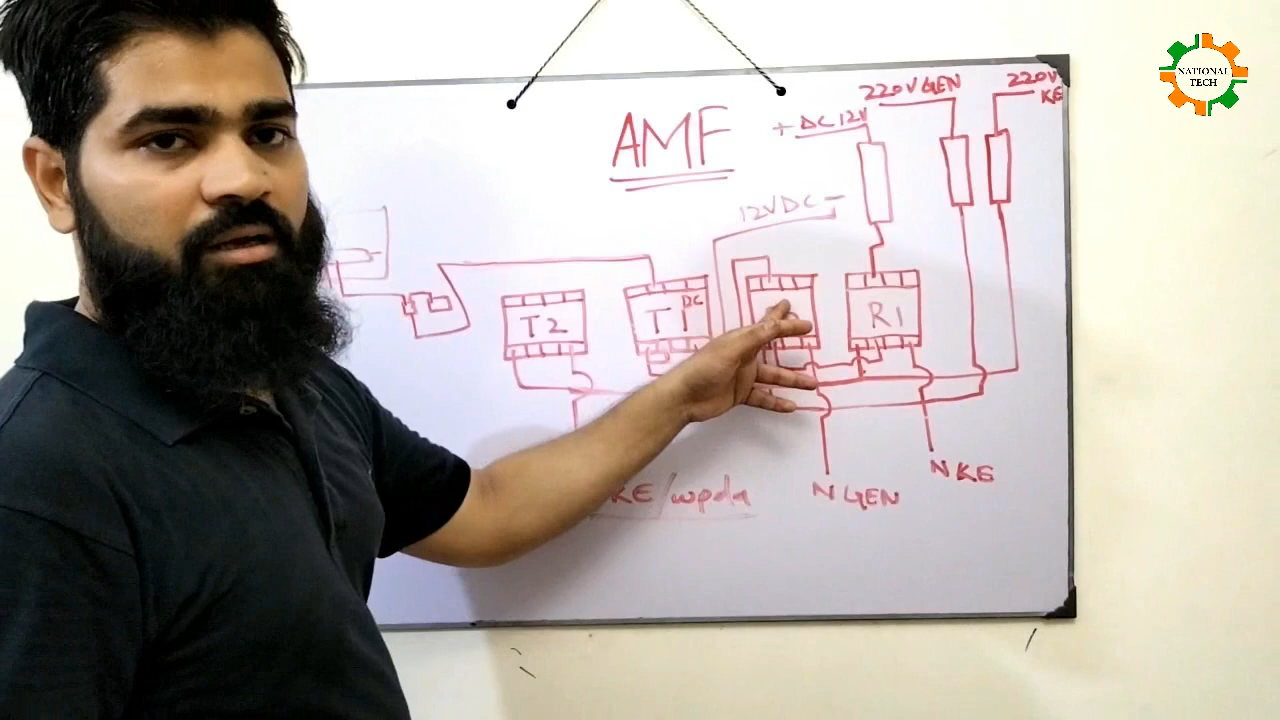 NATIONAL
TECH
AMF
220V GEN
220V
KE
+ DC 12V
12VDC -
T2
T1 DC
R1
KE/wpda
N GEN
N KE